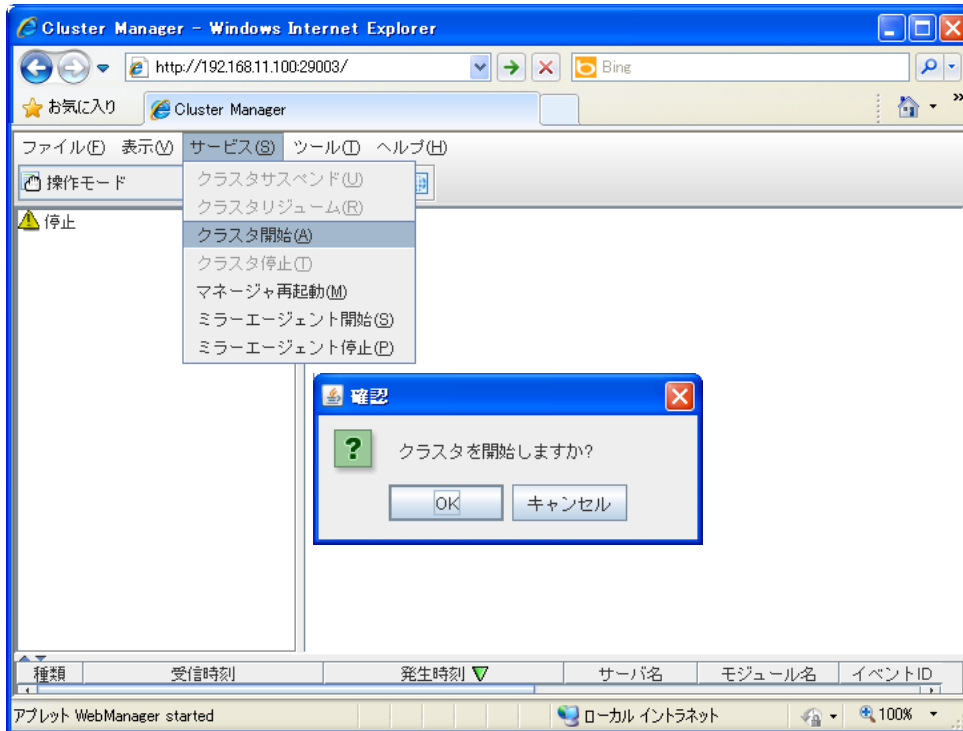 Cluster Manager - Windows Internet Explorer
http://192.168.11.100:29003/
Bing
お気に入り
Cluster Manager
ファイル(F) 表示(V) サービス(S) ツール(T) ヘルプ(H)
操作モード
クラスタサスペンド(U)
クラスタリジューム(R)
停止
クラスタ開始(A)
クラスタ停止(T)
マネージャ再起動(M)
ミラーエージェント開始(S)
ミラーエージェント停止(P)
確認
クラスタを開始しますか?
OK キャンセル
種類 受信時刻 発生時刻 サーバ名 モジュール名 イベントID
アプレット WebManager started ローカル イントラネット 100%